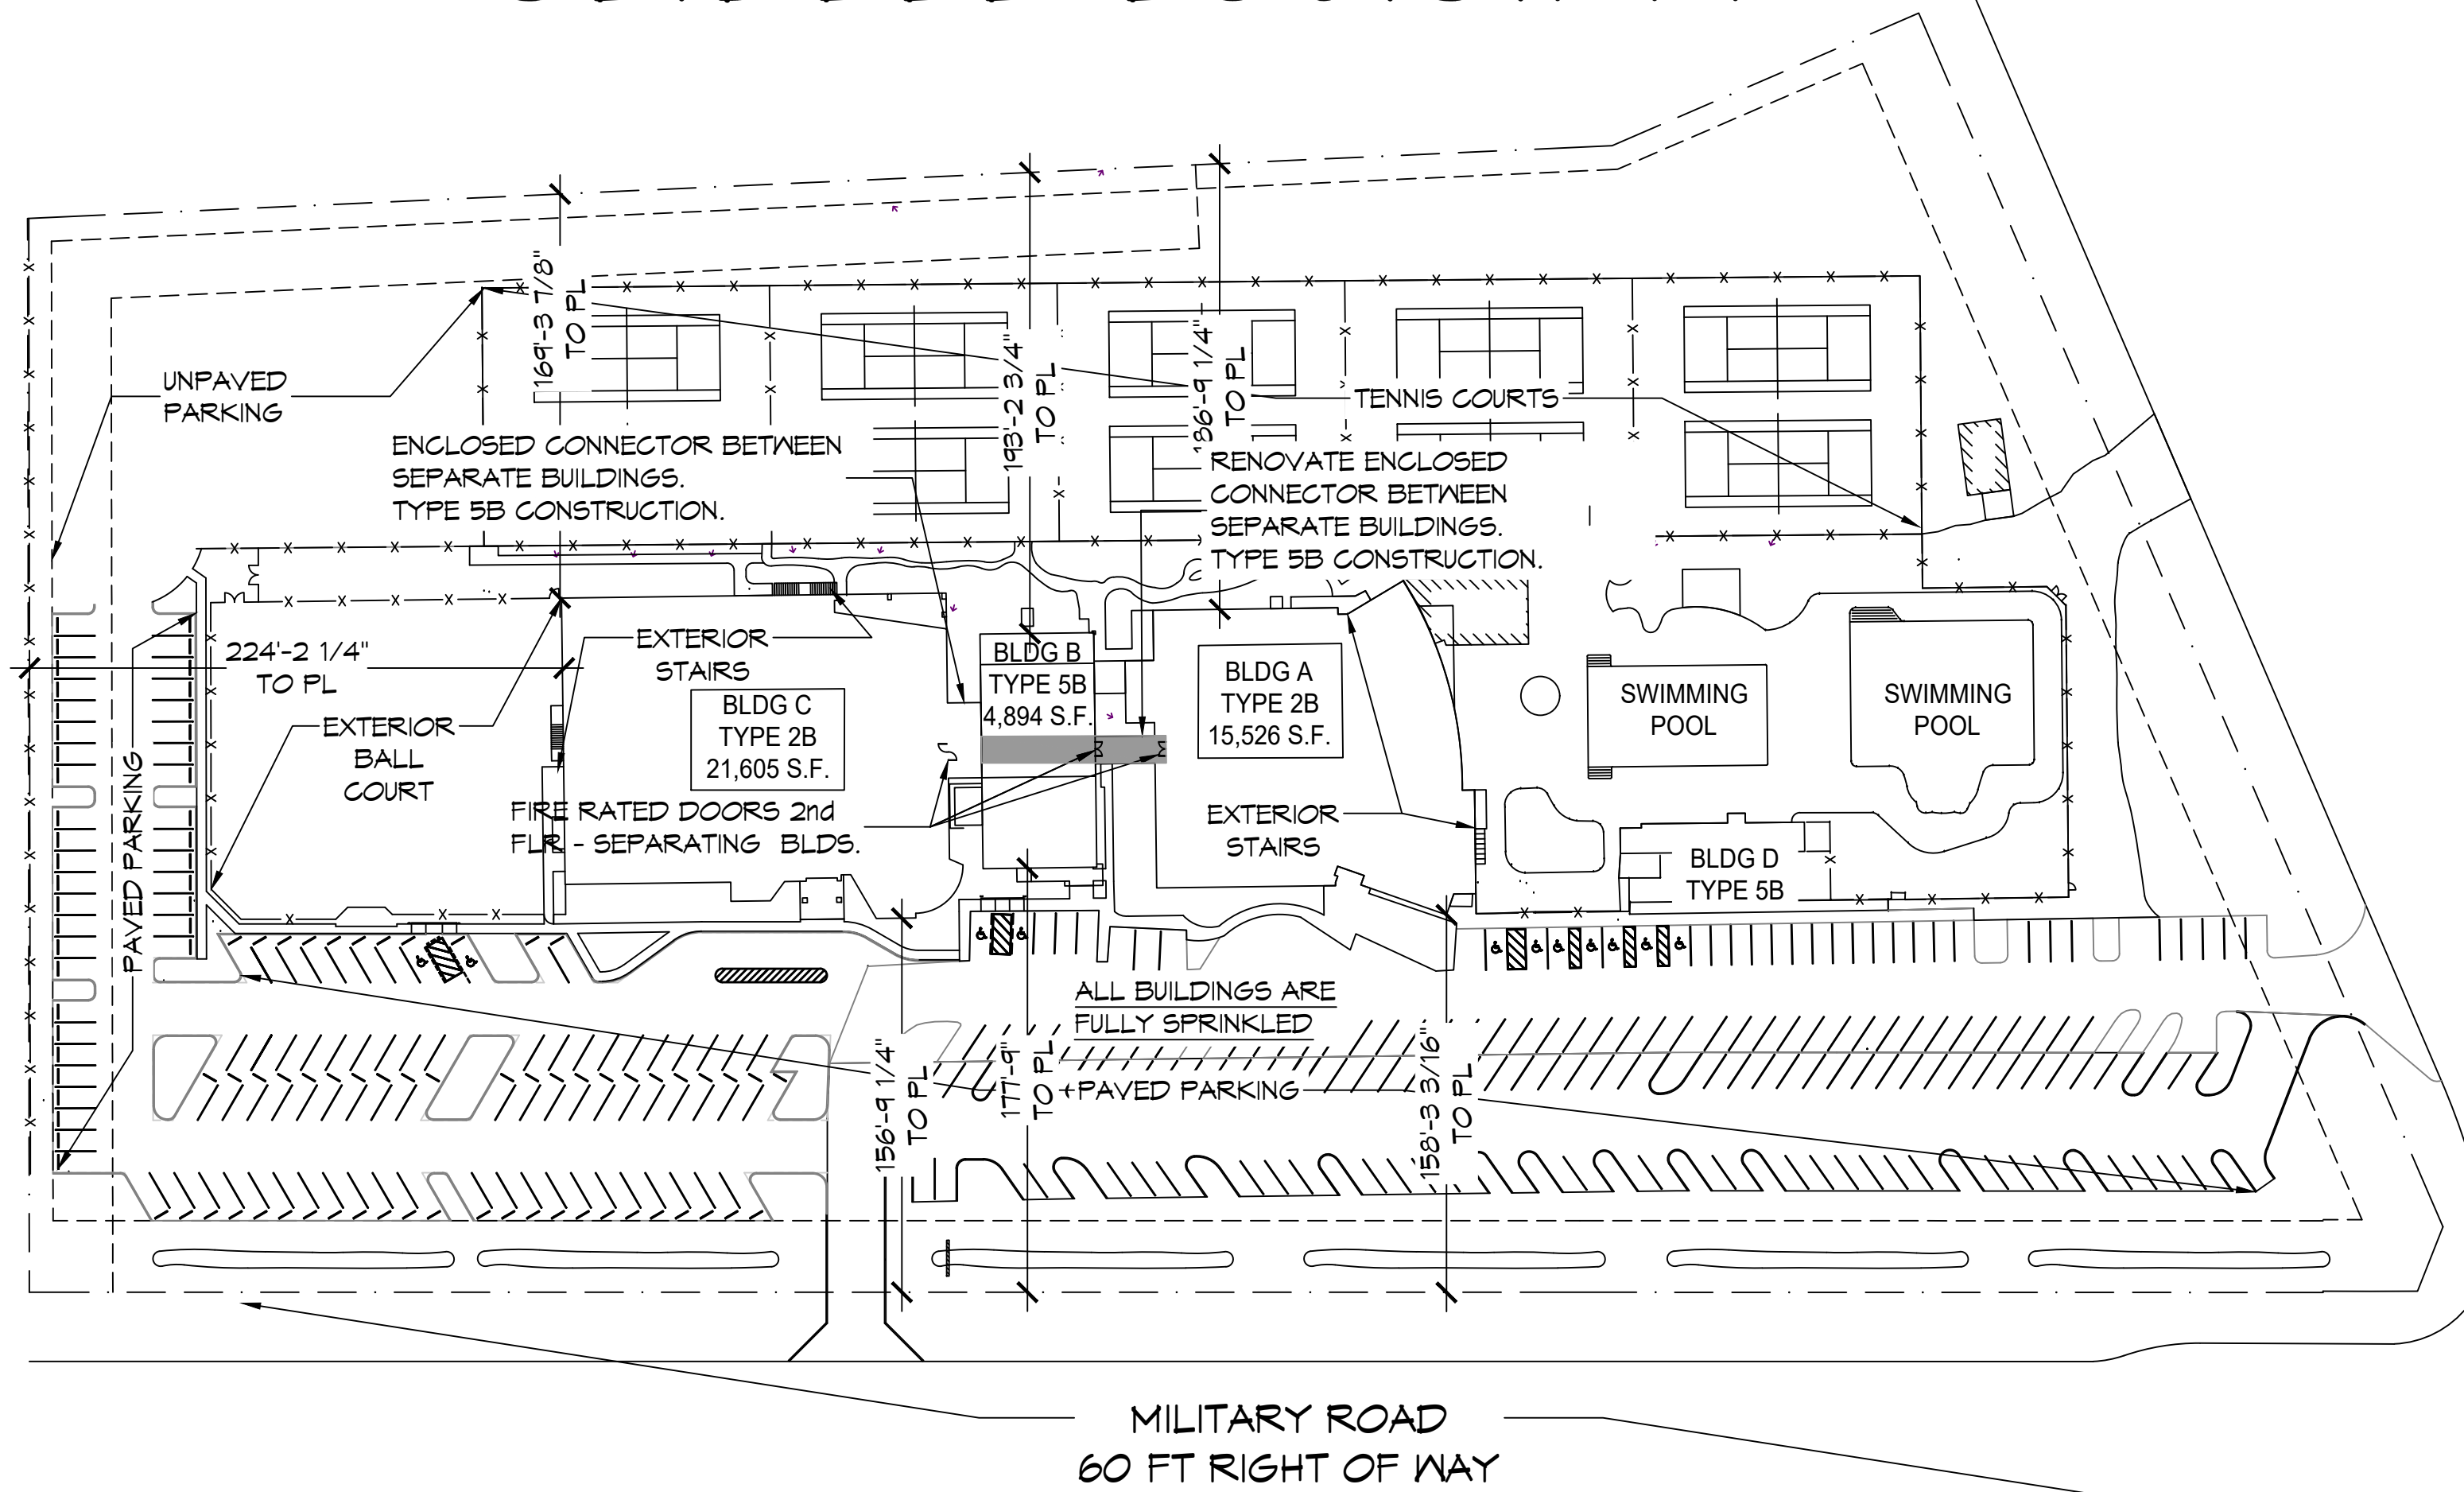 169'-3 7/8"
TO PL
193'-2 3/4"
TO PL
186'-9 1/4"
TO PL
UNPAVED
PARKING
TENNIS COURTS
ENCLOSED CONNECTOR BETWEEN
SEPARATE BUILDINGS.
TYPE 5B CONSTRUCTION.
RENOVATE ENCLOSED
CONNECTOR BETWEEN
SEPARATE BUILDINGS.
TYPE 5B CONSTRUCTION.
224'-2 1/4"
TO PL
EXTERIOR
STAIRS
BLDG B
TYPE 5B
4,894 S.F.
BLDG A
TYPE 2B
15,526 S.F.
SWIMMING
POOL
SWIMMING
POOL
BLDG C
TYPE 2B
21,605 S.F.
EXTERIOR
BALL
COURT
PAVED PARKING
FIRE RATED DOORS 2nd
FLR - SEPARATING BLDS.
EXTERIOR
STAIRS
BLDG D
TYPE 5B
ALL BUILDINGS ARE
FULLY SPRINKLED
156'-9 1/4"
TO PL
177'-9"
TO PL
PAVED PARKING
158'-3 3/16"
TO PL
MILITARY ROAD
60 FT RIGHT OF WAY